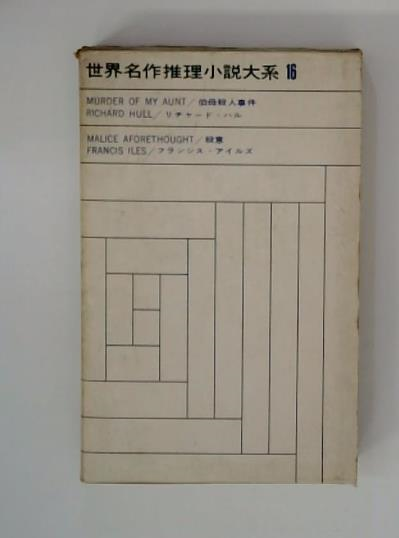 世界名作推理小説大系 16
MURDER OF MY AUNT／伯母殺人事件
RICHARD HULL／リチャード・ハル
MALICE AFORETHOUGHT／殺意
FRANCIS ILES／フランシス・アイルズ